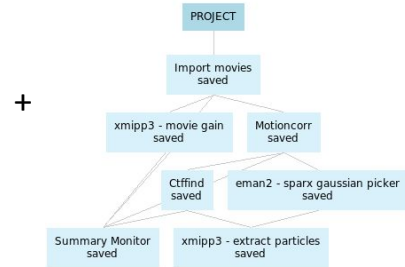 PROJECT
Import movies
saved
+
xmipp3 - movie gain
saved
Motioncorr
saved
Ctffind
saved
eman2 - sparx gaussian picker
saved
Summary Monitor
saved
xmipp3 - extract particles
saved